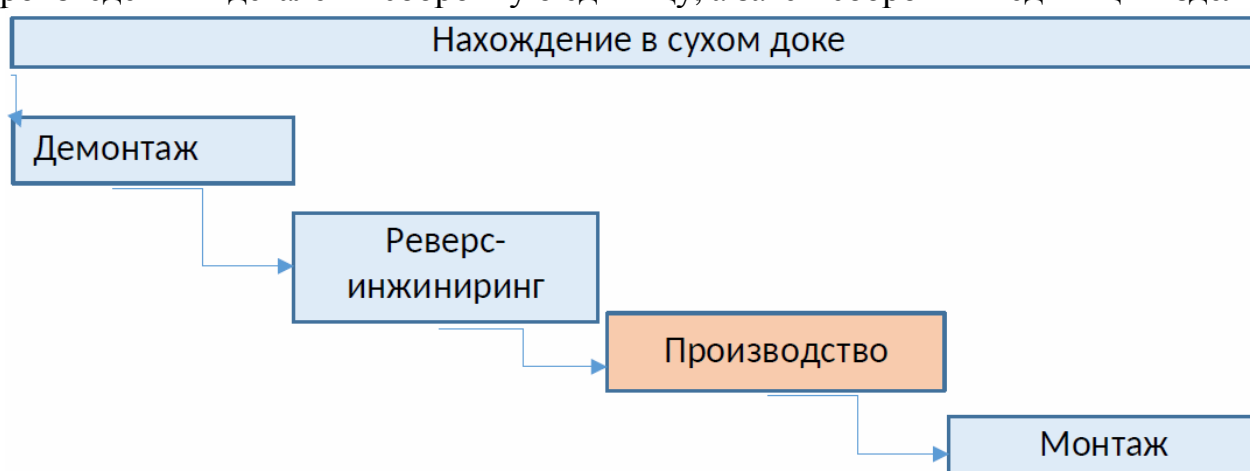 Нахождение в сухом доке
Демонтаж
Реверс-
инжиниринг
Производство
Монтаж